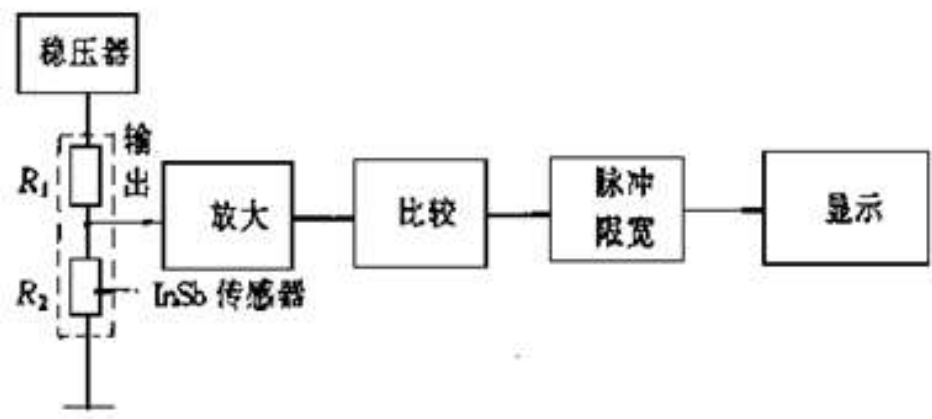 稳压器
输出
R₁
R₂
InSb 传感器
放大
比较
脉冲
限宽
显示